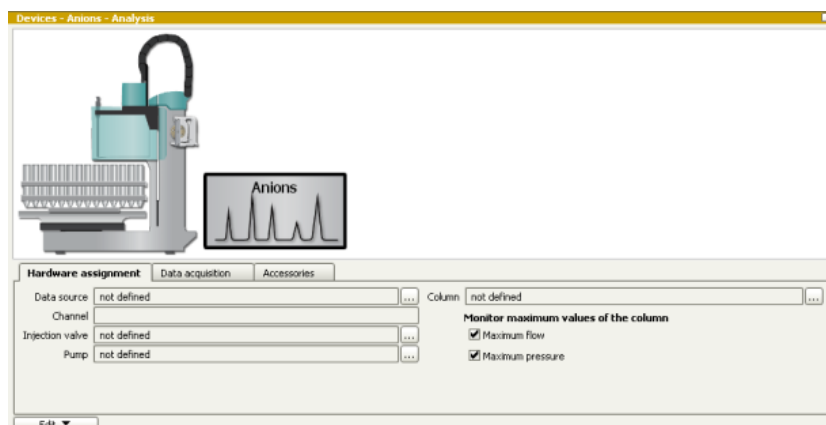 Devices - Anions - Analysis
Anions
Hardware assignment Data acquisition Accessories
Data source not defined ... Column not defined ...
Channel Monitor maximum values of the column
Injection valve not defined ... Maximum flow
Pump not defined ... Maximum pressure
Edit